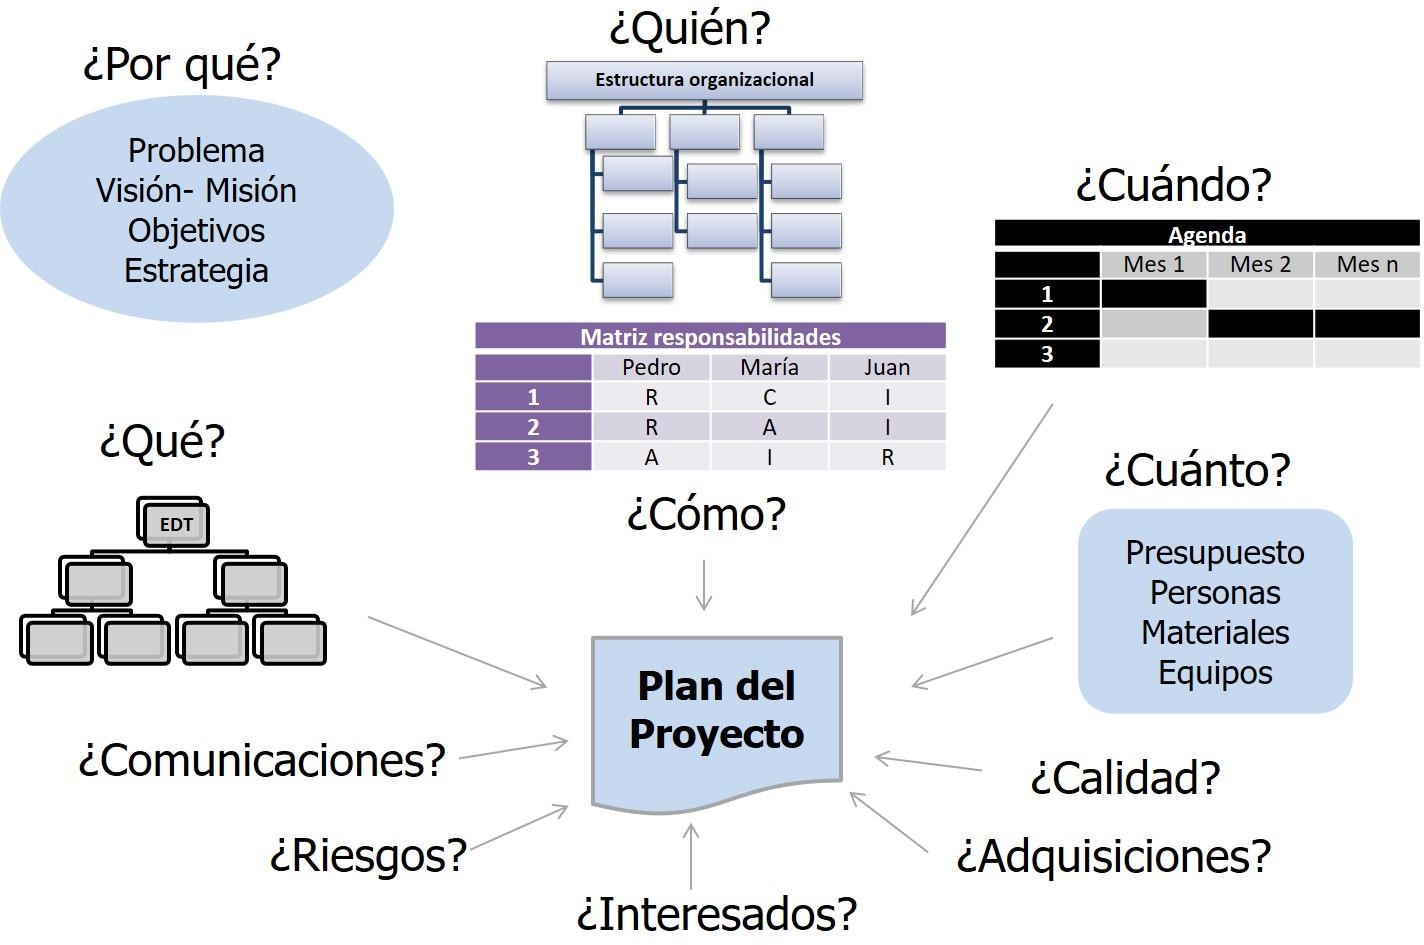 ¿Por qué?
Problema
Visión- Misión
Objetivos
Estrategia
¿Quién?
Estructura organizacional
Matriz responsabilidades
Pedro María Juan
1 R C I
2 R A I
3 A I R
¿Cuándo?
Agenda
Mes 1 Mes 2 Mes n
1
2
3
¿Qué?
EDT
¿Cómo?
¿Cuánto?
Presupuesto
Personas
Materiales
Equipos
Plan del
Proyecto
¿Comunicaciones?
¿Calidad?
¿Riesgos?
¿Adquisiciones?
¿Interesados?